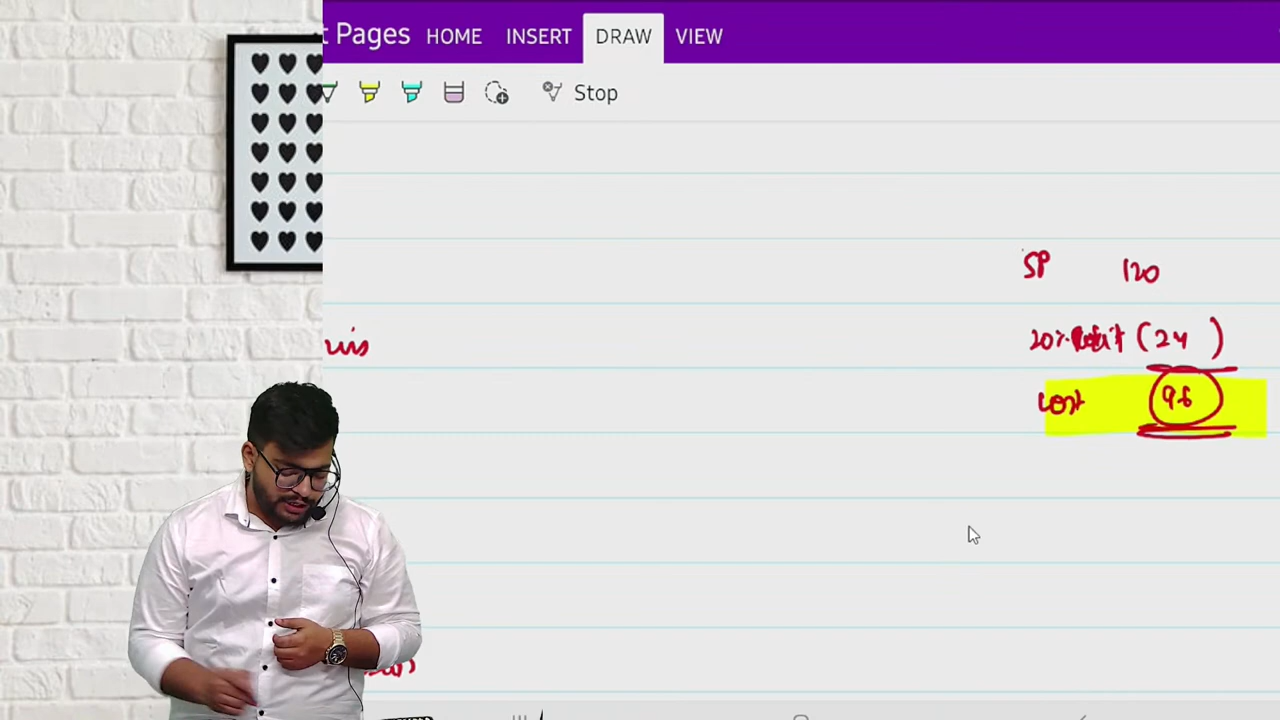 t Pages HOME INSERT DRAW VIEW
Stop
SP 120
20% Profit (24)
Cost 96